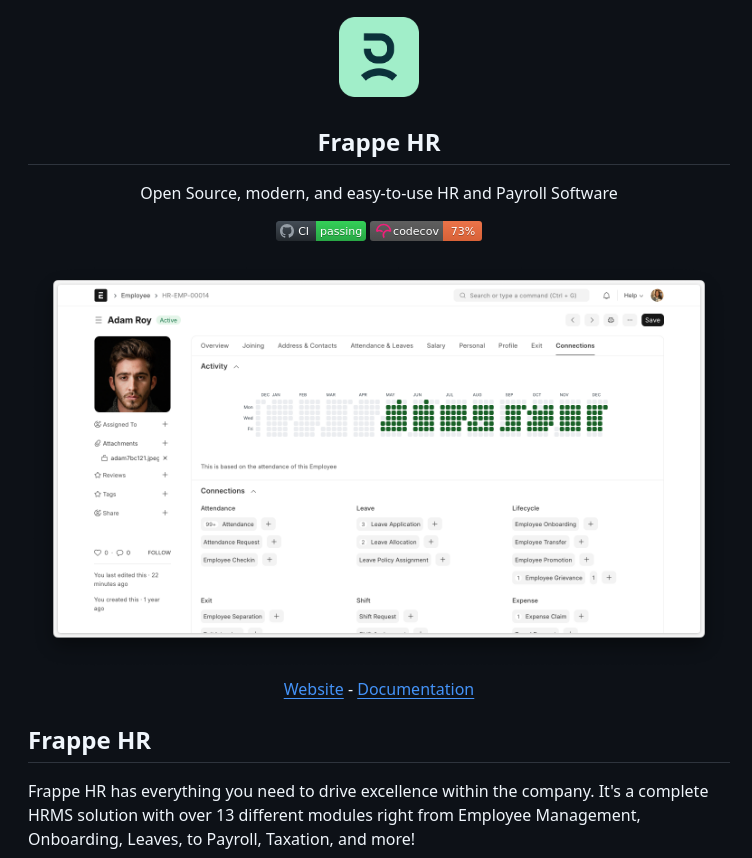 Frappe HR
Open Source, modern, and easy-to-use HR and Payroll Software
CI passing codecov 73%
Employee HR-EMP-00014 Search or type a command (Ctrl + G) Help
Adam Roy Active Save
Overview Joining Address & Contacts Attendance & Leaves Salary Personal Profile Exit Connections
Activity
DEC JAN FEB MAR APR MAY JUN JUL AUG SEP OCT NOV DEC
Mon
Wed
Fri
Assigned To
Attachments
Reviews
Tags
Share
0 · 0 FOLLOW
You last edited this · 22
minutes ago
You created this · 1 year
ago
This is based on the attendance of this Employee
Connections
Attendance Leave Lifecycle
99+ Attendance 3 Leave Application Employee Onboarding
Attendance Request 2 Leave Allocation Employee Transfer
Employee Checkin Leave Policy Assignment Employee Promotion
1 Employee Grievance 1
Exit Shift Expense
Employee Separation Shift Request 1 Expense Claim
Website - Documentation
Frappe HR
Frappe HR has everything you need to drive excellence within the company. It's a complete
HRMS solution with over 13 different modules right from Employee Management,
Onboarding, Leaves, to Payroll, Taxation, and more!